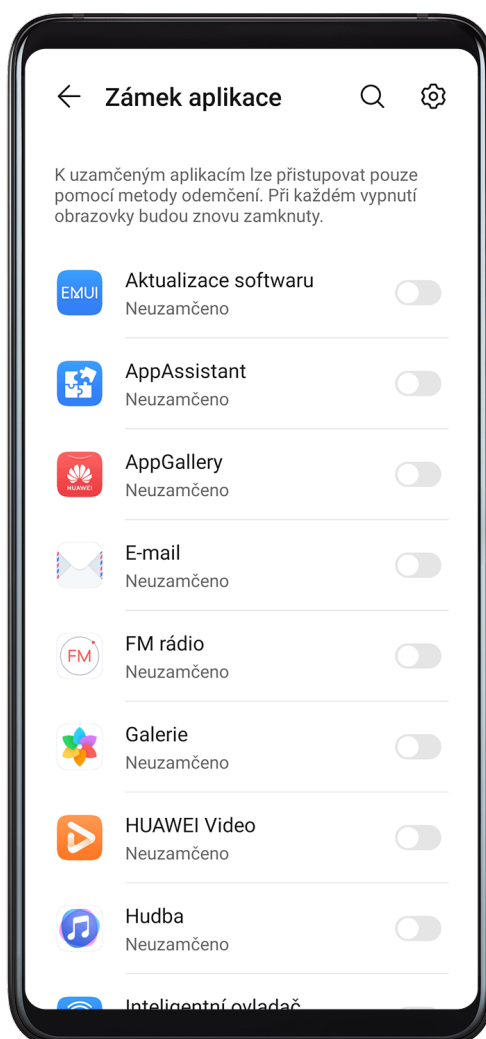 Zámek aplikace
K uzamčeným aplikacím lze přistupovat pouze
pomocí metody odemčení. Při každém vypnutí
obrazovky budou znovu zamknuty.
EMUI
Aktualizace softwaru
Neuzamčeno
AppAssistant
Neuzamčeno
HUAWEI
AppGallery
Neuzamčeno
E-mail
Neuzamčeno
FM
FM rádio
Neuzamčeno
Galerie
Neuzamčeno
HUAWEI Video
Neuzamčeno
Hudba
Neuzamčeno
Inteligentní ovladač